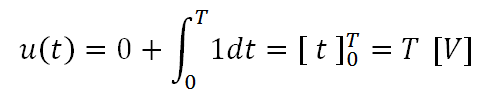 u(t) = 0 + ∫₀ᵀ 1dt = [ t ]₀ᵀ = T [V]